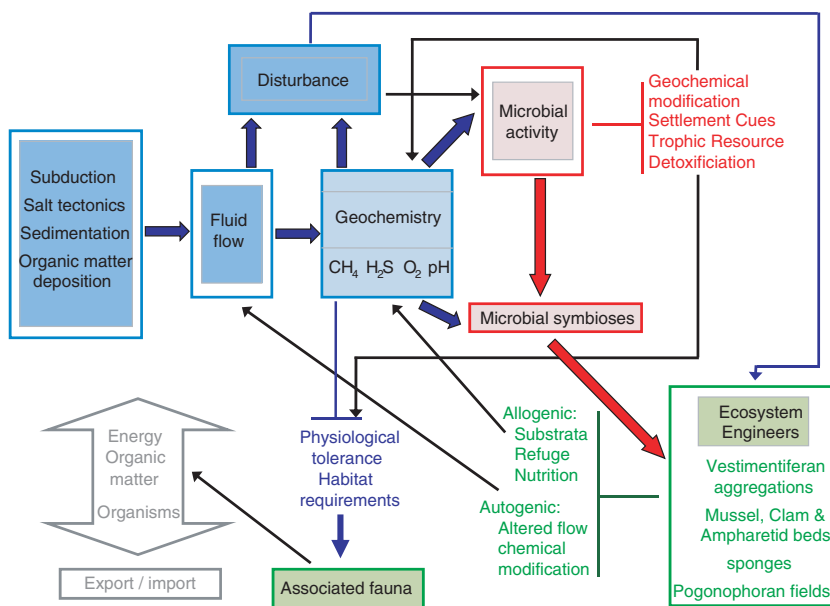 Disturbance
Microbial
activity
Geochemical
modification
Settlement Cues
Trophic Resource
Detoxificiation
Subduction
Salt tectonics
Sedimentation
Organic matter
deposition
Fluid
flow
Geochemistry
CH₄ H₂S O₂ pH
Microbial symbioses
Energy
Organic
matter
Organisms
Export / import
Physiological
tolerance
Habitat
requirements
Associated fauna
Allogenic:
Substrata
Refuge
Nutrition
Autogenic:
Altered flow
chemical
modification
Ecosystem
Engineers
Vestimentiferan
aggregations
Mussel, Clam &
Ampharetid beds
sponges
Pogonophoran fields